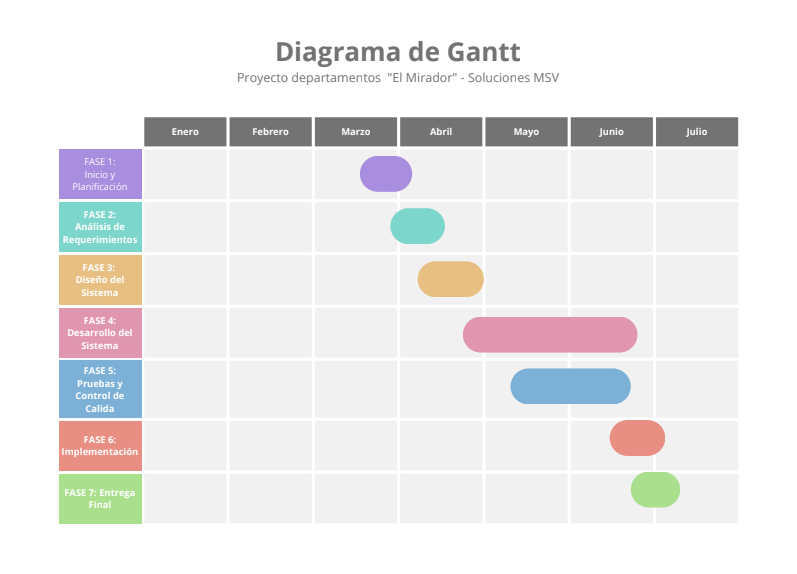 Diagrama de Gantt
Proyecto departamentos "El Mirador" - Soluciones MSV
Enero
Febrero
Marzo
Abril
Mayo
Junio
Julio
FASE 1:
Inicio y
Planificación
FASE 2:
Análisis de
Requerimientos
FASE 3:
Diseño del
Sistema
FASE 4:
Desarrollo del
Sistema
FASE 5:
Pruebas y
Control de
Calida
FASE 6:
Implementación
FASE 7: Entrega
Final